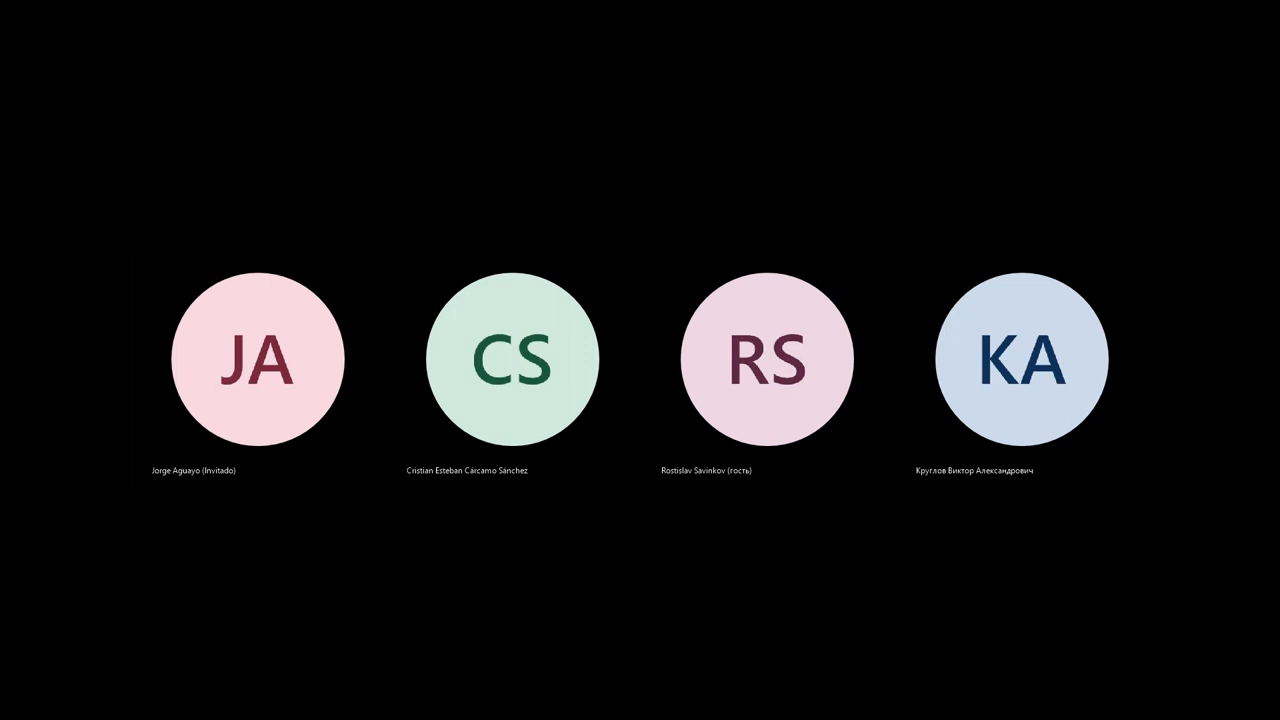 JA
CS
RS
KA
Jorge Aguayo (Invitado)
Cristian Esteban Cárcamo Sánchez
Rostislav Savinkov (гость)
Круглов Виктор Александрович